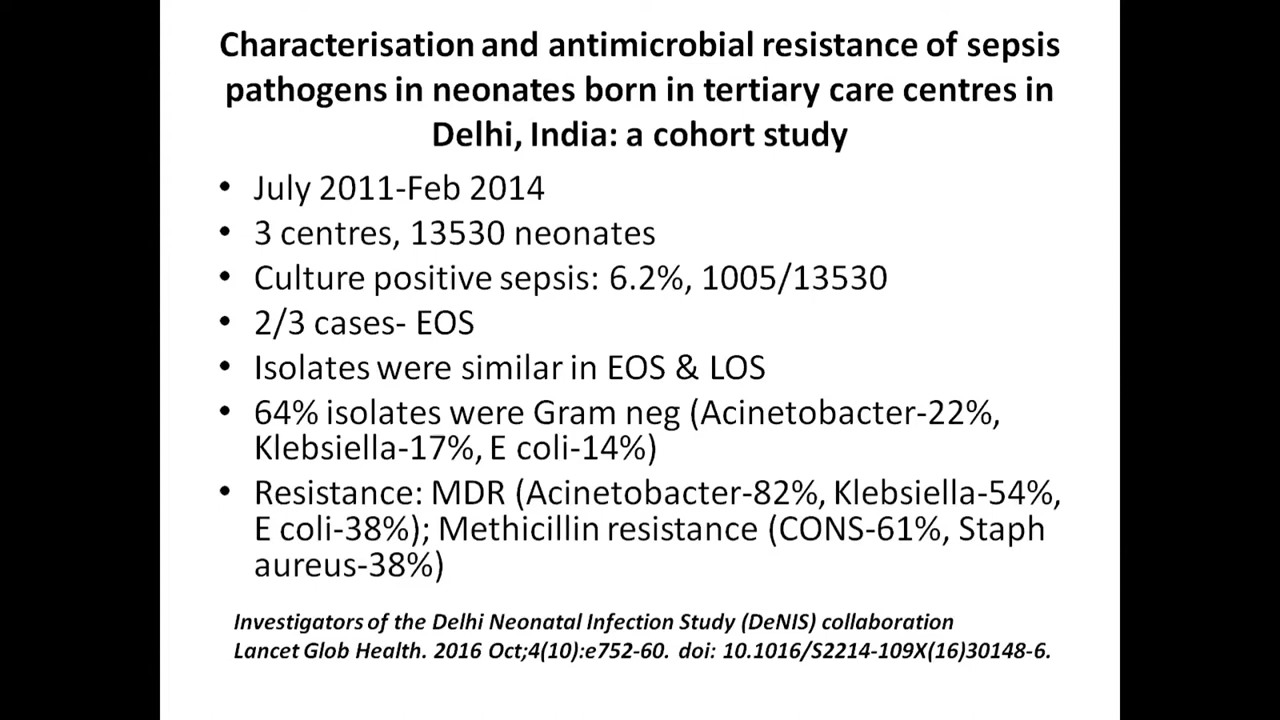 Characterisation and antimicrobial resistance of sepsis
pathogens in neonates born in tertiary care centres in
Delhi, India: a cohort study
• July 2011-Feb 2014
• 3 centres, 13530 neonates
• Culture positive sepsis: 6.2%, 1005/13530
• 2/3 cases- EOS
• Isolates were similar in EOS & LOS
• 64% isolates were Gram neg (Acinetobacter-22%,
Klebsiella-17%, E coli-14%)
• Resistance: MDR (Acinetobacter-82%, Klebsiella-54%,
E coli-38%); Methicillin resistance (CONS-61%, Staph
aureus-38%)
Investigators of the Delhi Neonatal Infection Study (DeNIS) collaboration
Lancet Glob Health. 2016 Oct;4(10):e752-60. doi: 10.1016/S2214-109X(16)30148-6.